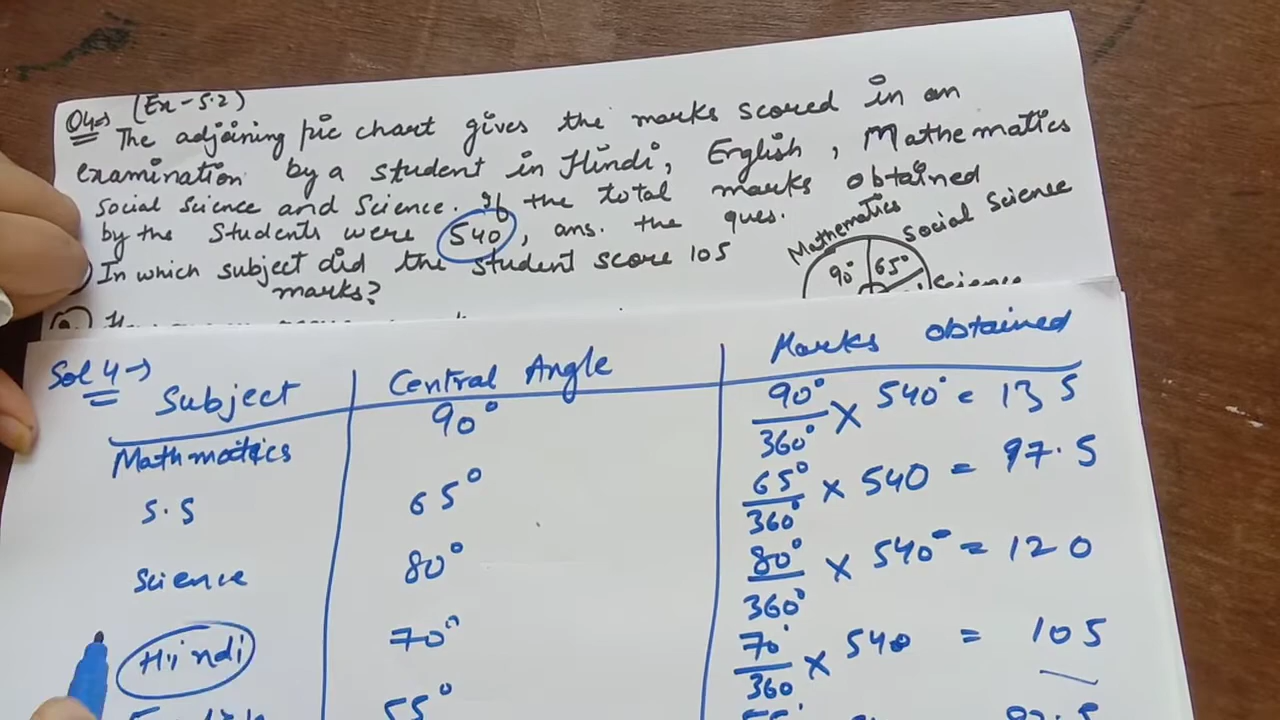 Q4⇒ (Ex-5.2)
The adjoining pie chart gives the marks scored in an
examination by a student in Hindi, English, Mathematics
Social Science and Science. If the total marks obtained
by the students were 540, ans. the ques.
In which subject did the student score 105
marks?
Mathematics
Social Science
90° 65°
Science
Sol 4→
Subject Central Angle Marks obtained
Mathmatics 90° 90°/360° × 540° = 135
S.S 65° 65°/360° × 540 = 97.5
Science 80° 80°/360° × 540° = 120
Hindi 70° 70°/360 × 540 = 105
55°